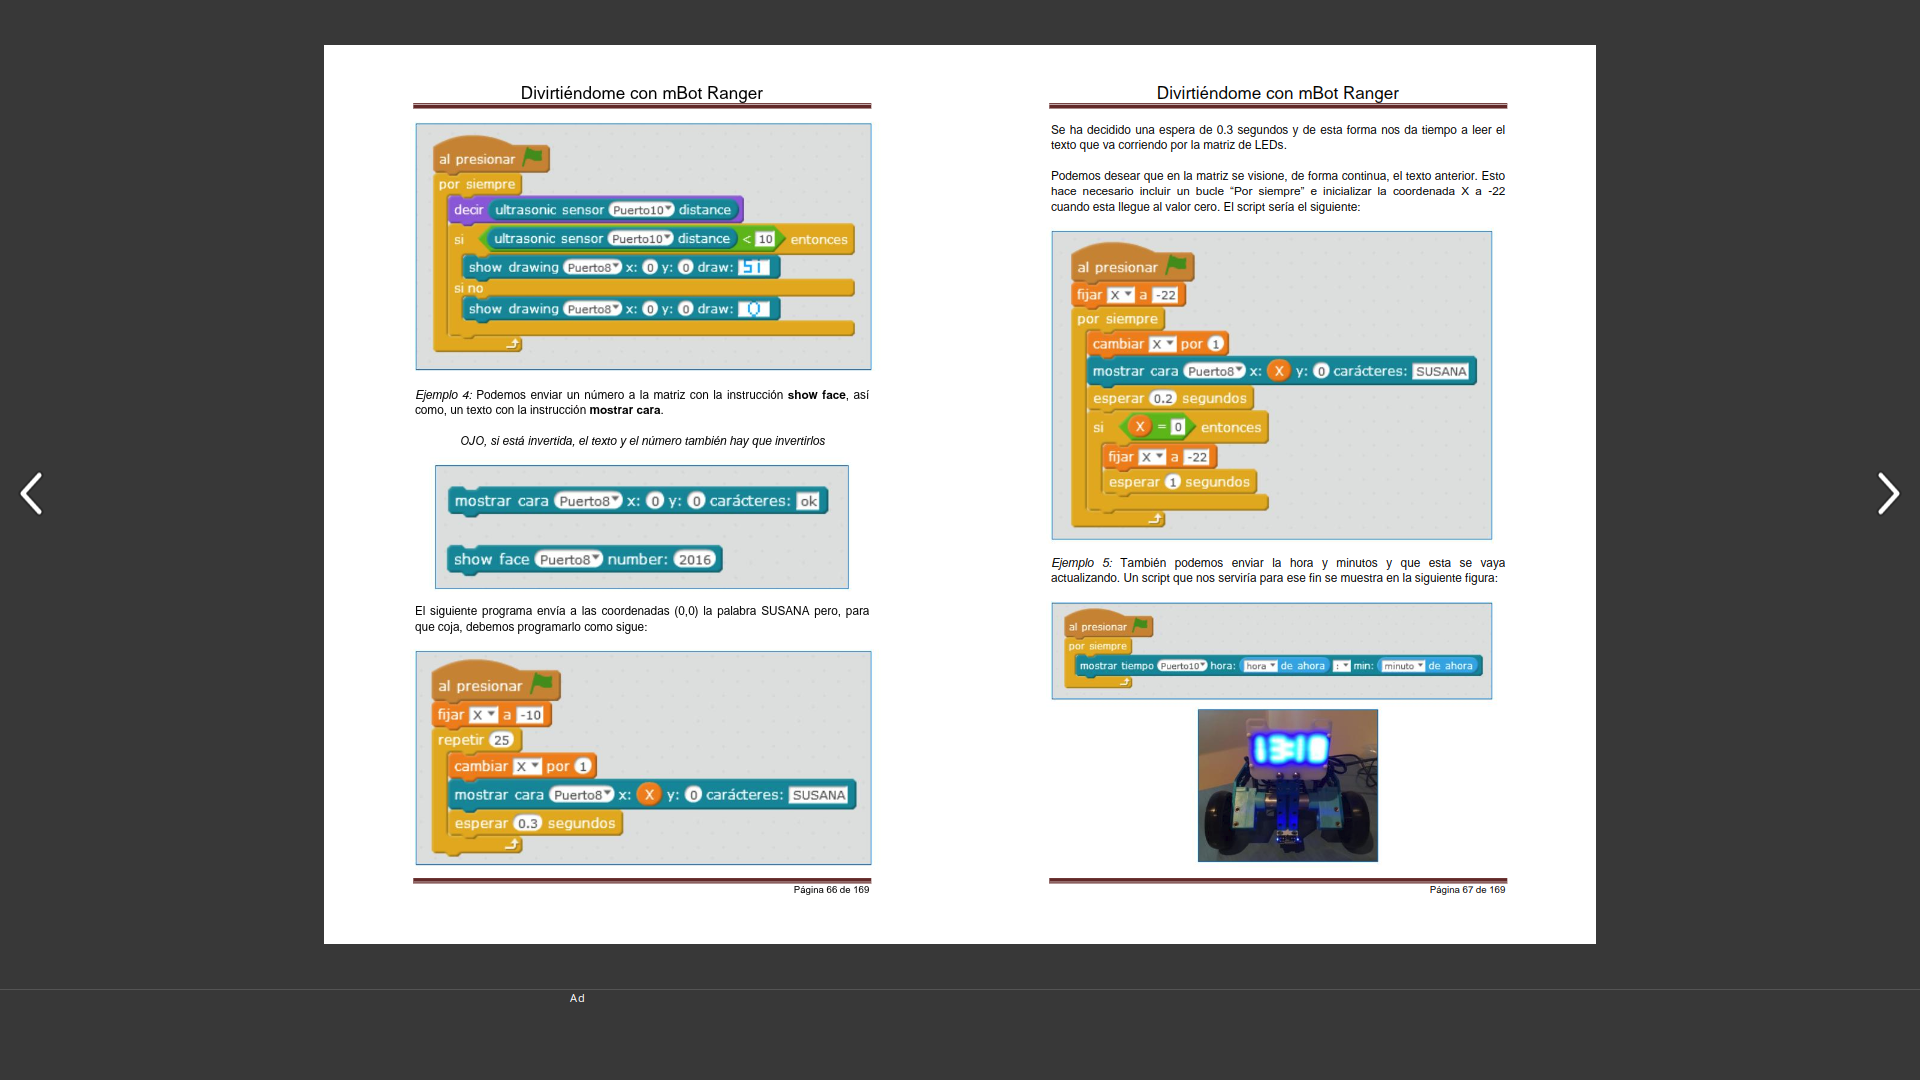 Divirtiéndome con mBot Ranger
al presionar
por siempre
decir ultrasonic sensor Puerto10 distance
si ultrasonic sensor Puerto10 distance < 10 entonces
show drawing Puerto8 x: 0 y: 0 draw: Si
si no
show drawing Puerto8 x: 0 y: 0 draw:
Ejemplo 4: Podemos enviar un número a la matriz con la instrucción show face, así
como, un texto con la instrucción mostrar cara.
OJO, si está invertida, el texto y el número también hay que invertirlos
mostrar cara Puerto8 x: 0 y: 0 carácteres: ok
show face Puerto8 number: 2016
El siguiente programa envía a las coordenadas (0,0) la palabra SUSANA pero, para
que coja, debemos programarlo como sigue:
al presionar
fijar X a -10
repetir 25
cambiar X por 1
mostrar cara Puerto8 x: X y: 0 carácteres: SUSANA
esperar 0.3 segundos
Página 66 de 169
Divirtiéndome con mBot Ranger
Se ha decidido una espera de 0.3 segundos y de esta forma nos da tiempo a leer el
texto que va corriendo por la matriz de LEDs.
Podemos desear que en la matriz se visione, de forma continua, el texto anterior. Esto
hace necesario incluir un bucle “Por siempre” e inicializar la coordenada X a -22
cuando esta llegue al valor cero. El script sería el siguiente:
al presionar
fijar X a -22
por siempre
cambiar X por 1
mostrar cara Puerto8 x: X y: 0 carácteres: SUSANA
esperar 0.2 segundos
si X = 0 entonces
fijar X a -22
esperar 1 segundos
Ejemplo 5: También podemos enviar la hora y minutos y que esta se vaya
actualizando. Un script que nos serviría para ese fin se muestra en la siguiente figura:
al presionar
por siempre
mostrar tiempo Puerto10 hora: hora de ahora : min: minuto de ahora
13:10
Página 67 de 169
Ad